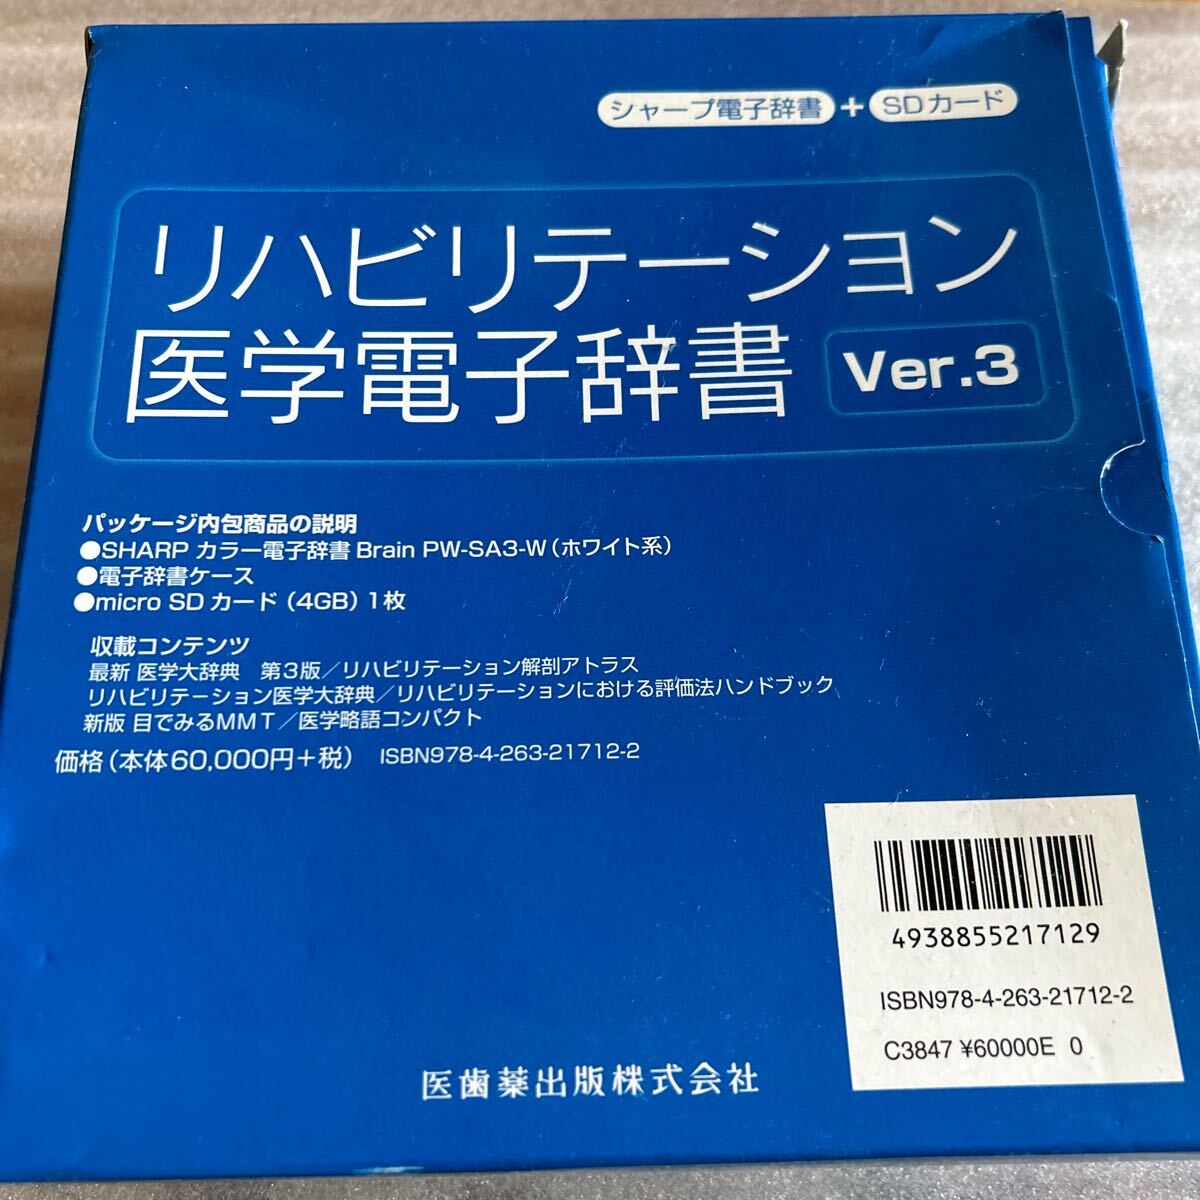 シャープ電子辞書 + SDカード
リハビリテーション
医学電子辞書 Ver.3
パッケージ内包商品の説明
●SHARP カラー電子辞書 Brain PW-SA3-W（ホワイト系）
●電子辞書ケース
●micro SDカード（4GB）1枚
収載コンテンツ
最新 医学大辞典　第3版／リハビリテーション解剖アトラス
リハビリテーション医学大辞典／リハビリテーションにおける評価法ハンドブック
新版 目でみるMMT／医学略語コンパクト
価格（本体60,000円＋税） ISBN978-4-263-21712-2
4938855217129
ISBN978-4-263-21712-2
C3847 ¥60000E 0
医歯薬出版株式会社